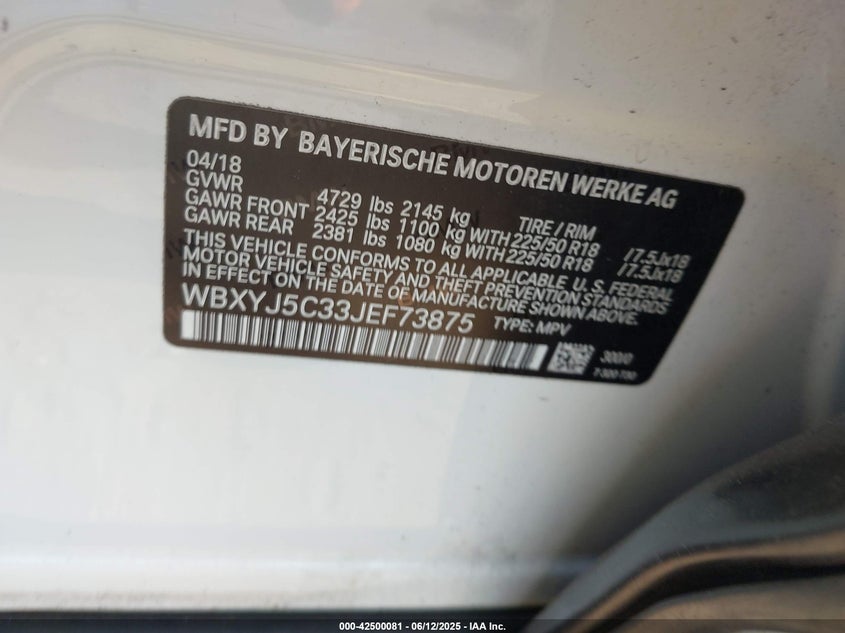 MFD BY BAYERISCHE MOTOREN WERKE AG
04/18
GVWR 4729 lbs 2145 kg TIRE / RIM
GAWR FRONT 2425 lbs 1100 kg WITH 225/50 R18 /7.5Jx18
GAWR REAR 2381 lbs 1080 kg WITH 225/50 R18 /7.5Jx18
THIS VEHICLE CONFORMS TO ALL APPLICABLE U. S. FEDERAL
MOTOR VEHICLE SAFETY AND THEFT PREVENTION STANDARDS
IN EFFECT ON THE DATE OF MANUFACTURE SHOWN ABOVE.
WBXYJ5C33JEF73875 TYPE: MPV
300/0
000-42500081 - 06/12/2025 - IAA Inc.